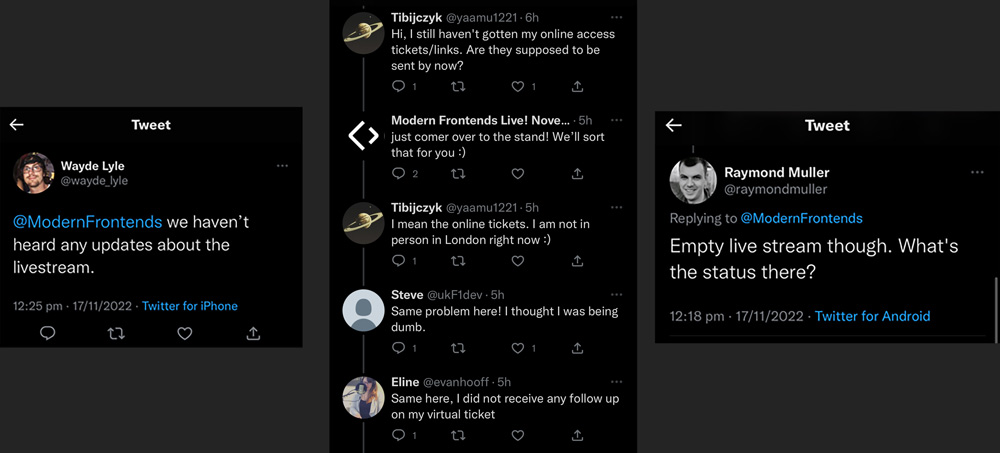 Tweet
Wayde Lyle
@wayde_lyle
@ModernFrontends we haven't
heard any updates about the
livestream.
12:25 pm · 17/11/2022 · Twitter for iPhone
Tibijczyk @yaamu1221 · 6h
Hi, I still haven't gotten my online access
tickets/links. Are they supposed to be
sent by now?
1
1
Modern Frontends Live! Nove... · 5h
just comer over to the stand! We'll sort
that for you :)
2
Tibijczyk @yaamu1221 · 5h
I mean the online tickets. I am not in
person in London right now :)
1
Steve @ukF1dev · 5h
Same problem here! I thought I was being
dumb.
1
1
Eline @evanhooff · 5h
Same here, I did not receive any follow up
on my virtual ticket
1
Tweet
Raymond Muller
@raymondmuller
Replying to @ModernFrontends
Empty live stream though. What's
the status there?
12:18 pm · 17/11/2022 · Twitter for Android